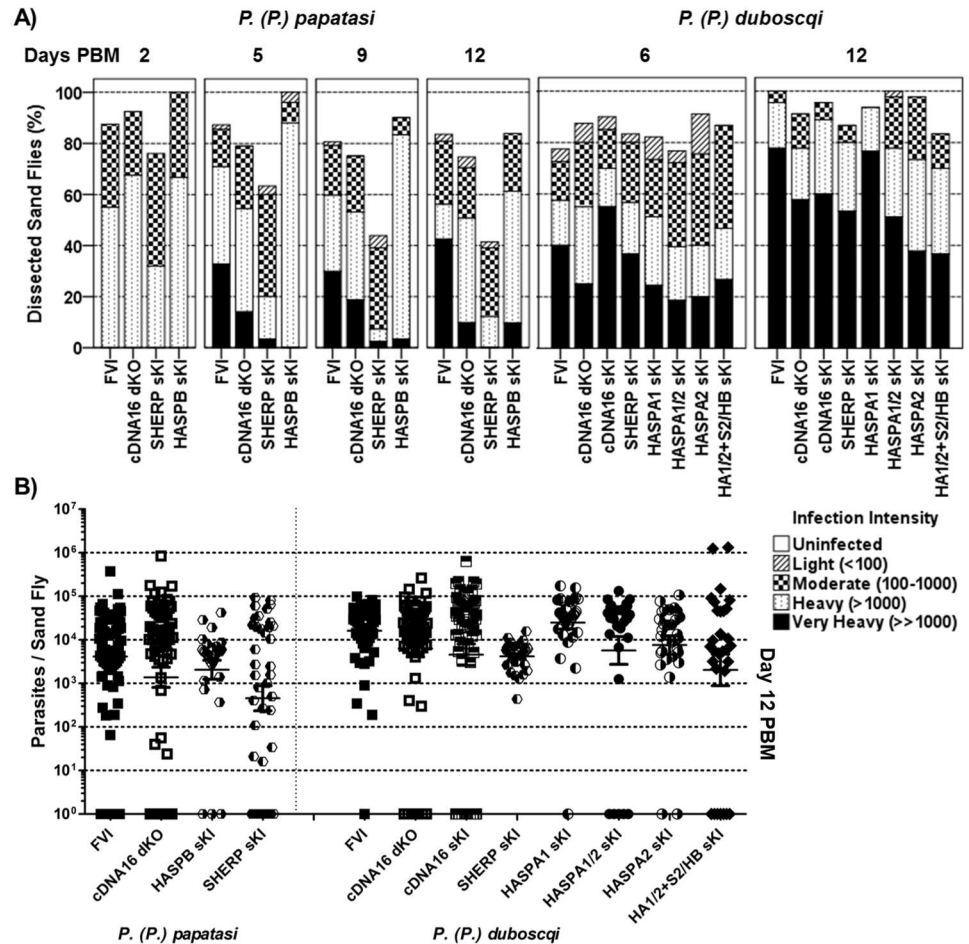 A)
P. (P.) papatasi
P. (P.) duboscqi
Days PBM 2 5 9 12 6 12
Dissected Sand Flies (%)
100
80
60
40
20
0
FVI
cDNA16 dKO
SHERP sKI
HASPB sKI
FVI
cDNA16 dKO
SHERP sKI
HASPB sKI
FVI
cDNA16 dKO
SHERP sKI
HASPB sKI
FVI
cDNA16 dKO
SHERP sKI
HASPB sKI
FVI
cDNA16 dKO
cDNA16 sKI
SHERP sKI
HASPA1 sKI
HASPA1/2 sKI
HASPA2 sKI
HA1/2+S2/HB sKI
FVI
cDNA16 dKO
cDNA16 sKI
SHERP sKI
HASPA1 sKI
HASPA1/2 sKI
HASPA2 sKI
HA1/2+S2/HB sKI
B)
Parasites / Sand Fly
10⁷
10⁶
10⁵
10⁴
10³
10²
10¹
10⁰
FVI
cDNA16 dKO
HASPB sKI
SHERP sKI
FVI
cDNA16 dKO
cDNA16 sKI
SHERP sKI
HASPA1 sKI
HASPA1/2 sKI
HASPA2 sKI
HA1/2+S2/HB sKI
P. (P.) papatasi
P. (P.) duboscqi
Day 12 PBM
Infection Intensity
Uninfected
Light (<100)
Moderate (100-1000)
Heavy (>1000)
Very Heavy (>>1000)